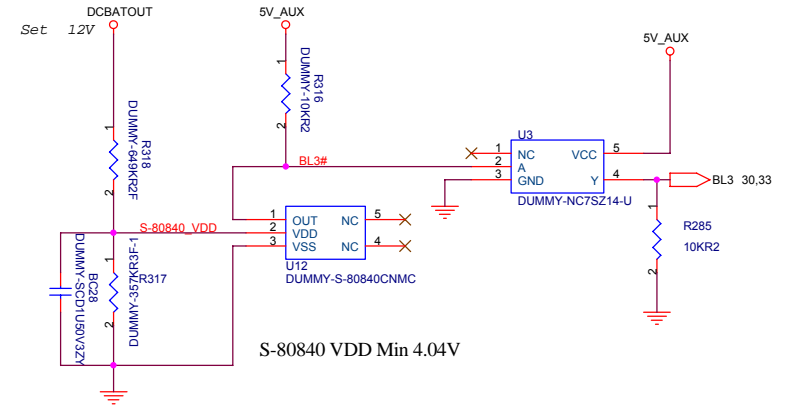 DCBATOUT
Set 12V
5V_AUX
5V_AUX
1
R316
DUMMY-10KR2
2
1
R318
DUMMY-649KR2F
2
BL3#
U3
1 NC VCC 5
2 A
3 GND Y 4
DUMMY-NC7SZ14-U
BL3 30,33
1
R285
10KR2
2
S-80840_VDD
1 OUT NC 5
2 VDD
3 VSS NC 4
U12
DUMMY-S-80840CNMC
1
R317
DUMMY-357KR3F-1
2
BC28
DUMMY-SCD1U50V3ZY
S-80840 VDD Min 4.04V